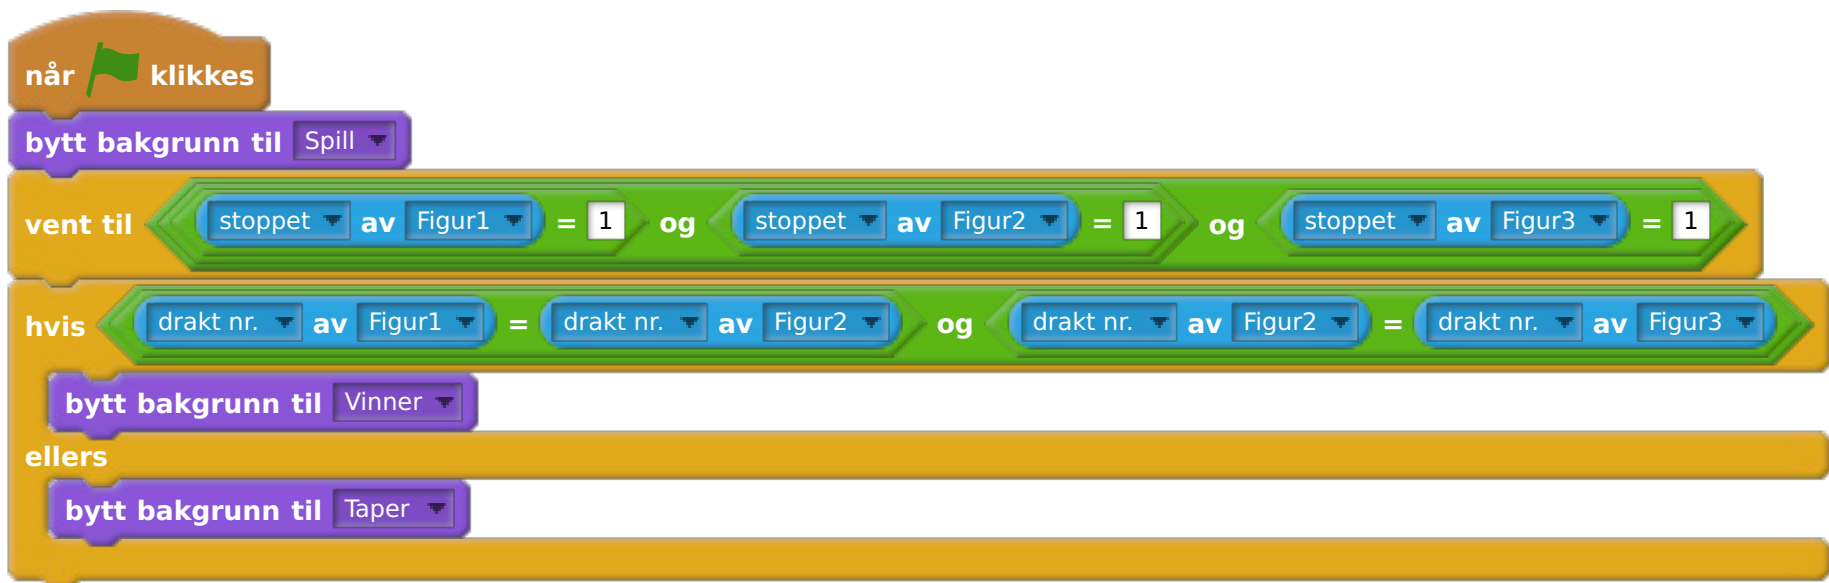 når klikkes
bytt bakgrunn til Spill
vent til stoppet av Figur1 = 1 og stoppet av Figur2 = 1 og stoppet av Figur3 = 1
hvis drakt nr. av Figur1 = drakt nr. av Figur2 og drakt nr. av Figur2 = drakt nr. av Figur3
bytt bakgrunn til Vinner
ellers
bytt bakgrunn til Taper